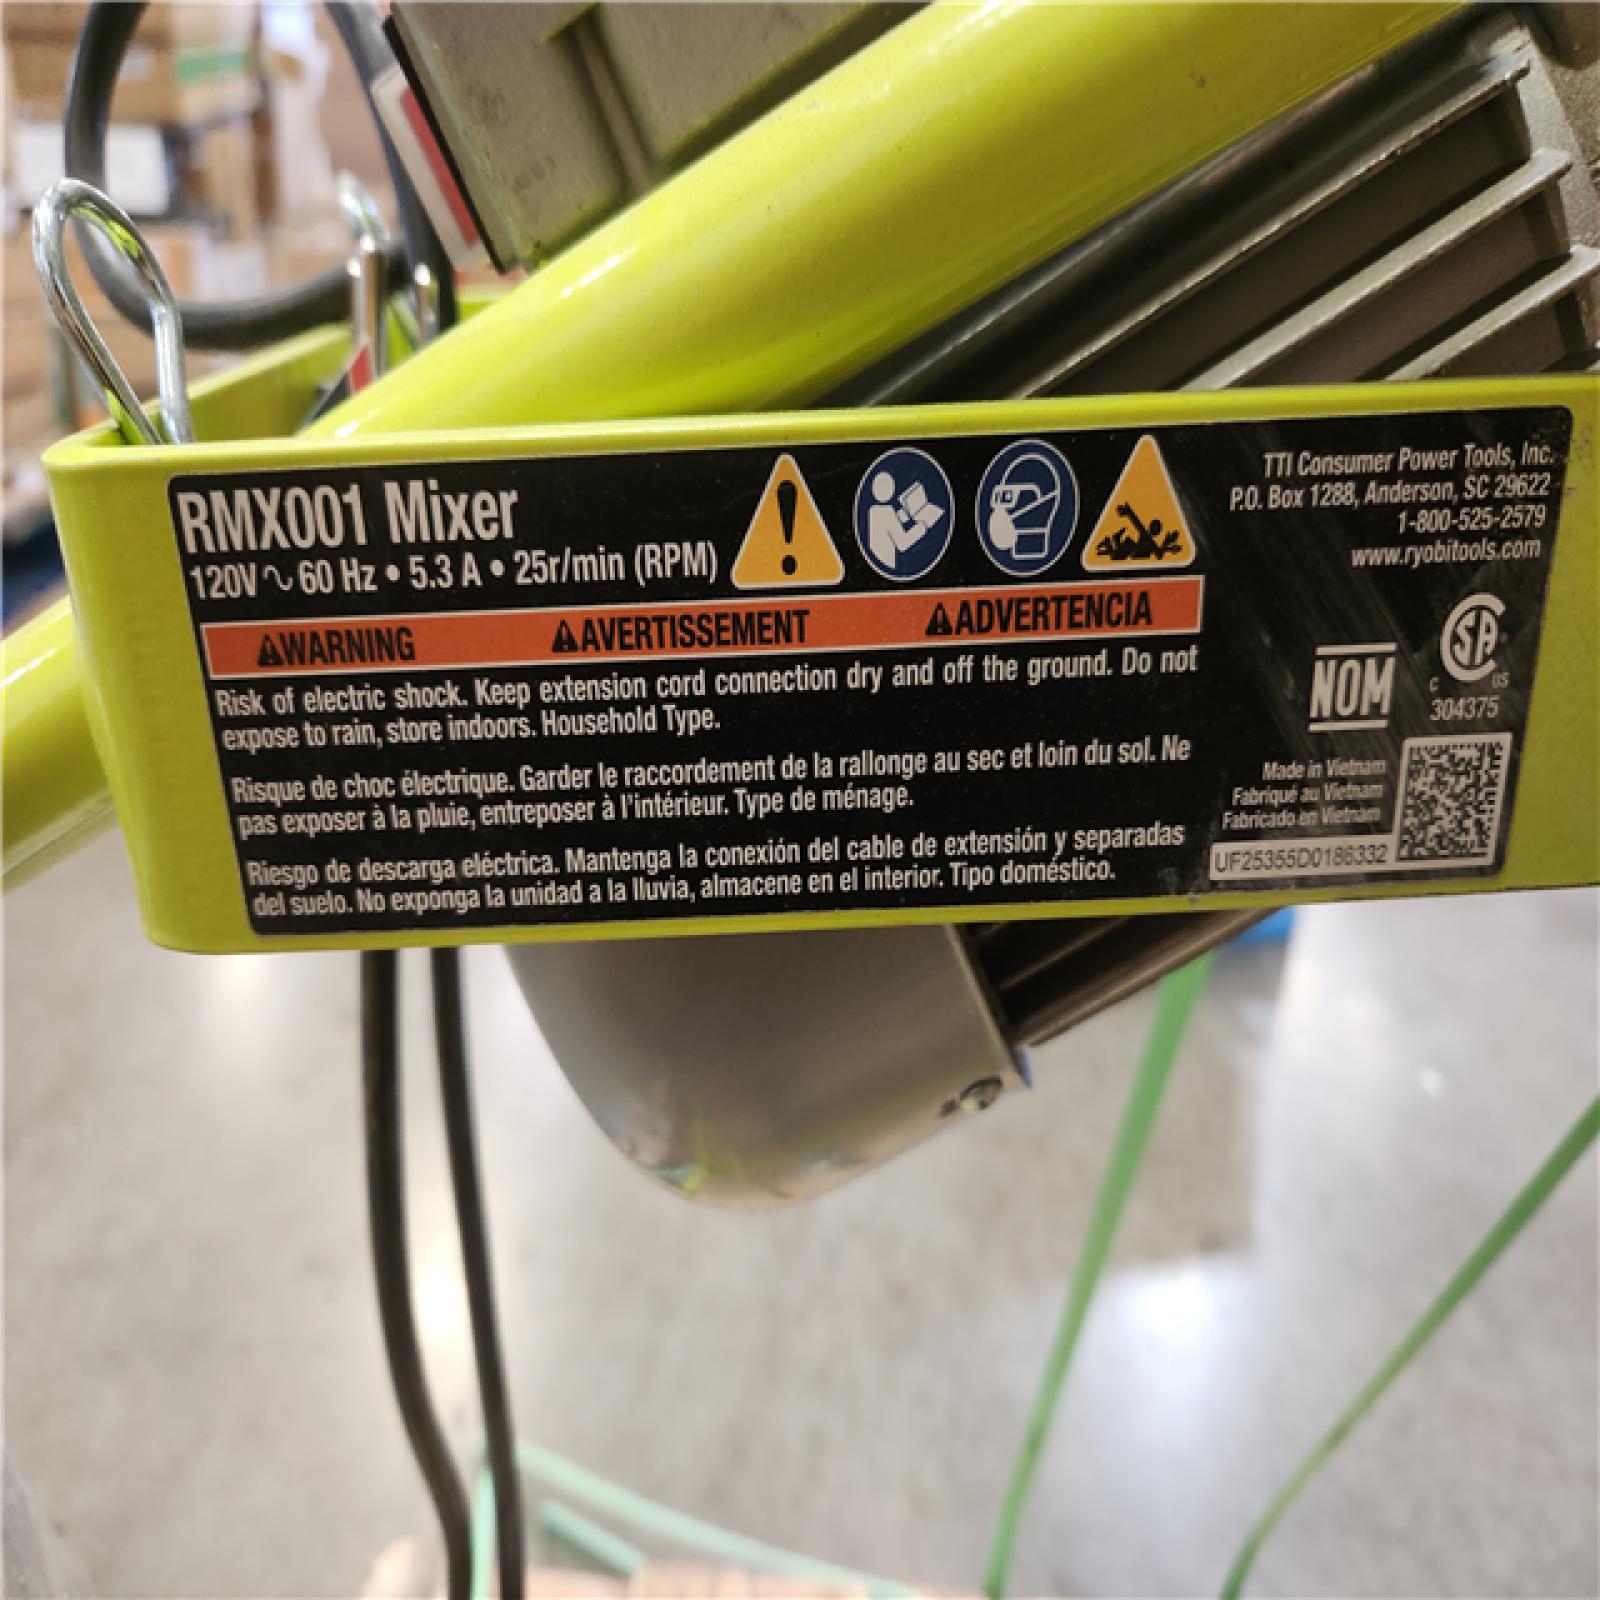 RMX001 Mixer
120V ~ 60 Hz • 5.3 A • 25r/min (RPM)
WARNING AVERTISSEMENT ADVERTENCIA
Risk of electric shock. Keep extension cord connection dry and off the ground. Do not
expose to rain, store indoors. Household Type.
Risque de choc électrique. Garder le raccordement de la rallonge au sec et loin du sol. Ne
pas exposer à la pluie, entreposer à l'intérieur. Type de ménage.
Riesgo de descarga eléctrica. Mantenga la conexión del cable de extensión y separadas
del suelo. No exponga la unidad a la lluvia, almacene en el interior. Tipo doméstico.
TTI Consumer Power Tools, Inc.
P.O. Box 1288, Anderson, SC 29622
1-800-525-2579
www.ryobitools.com
NOM
SA
C US
304375
Made in Vietnam
Fabriqué au Vietnam
Fabricado en Vietnam
UF25355D0186332